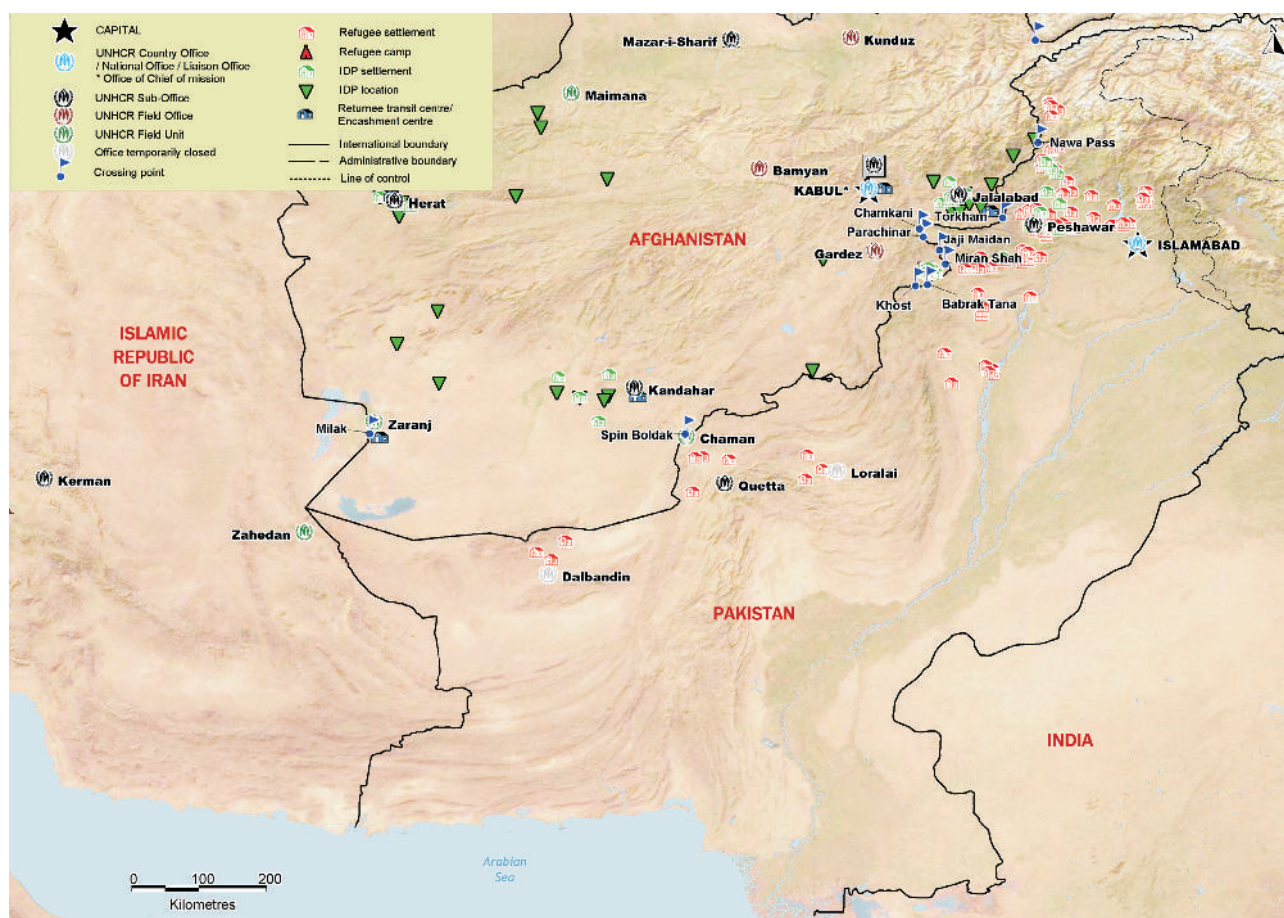 CAPITAL
UNHCR Country Office
/ National Office / Liaison Office
* Office of Chief of mission
UNHCR Sub-Office
UNHCR Field Office
UNHCR Field Unit
Office temporarily closed
Crossing point
Refugee settlement
Refugee camp
IDP settlement
IDP location
Returnee transit centre/
Encashment centre
International boundary
Administrative boundary
Line of control
Mazar-i-Sharif
Kunduz
Maimana
Nawa Pass
Bamyan
KABUL*
Herat
Jalalabad
Chamkani
Torkham
Peshawar
Parachinar
AFGHANISTAN
Jaji Maidan
ISLAMABAD
Gardez
Miran Shah
Khost
Babrak Tana
ISLAMIC
REPUBLIC
OF IRAN
Kandahar
Milak
Zaranj
Spin Boldak
Chaman
Kerman
Loralai
Quetta
Zahedan
Dalbandin
PAKISTAN
INDIA
Arabian
Sea
0 100 200
Kilometres